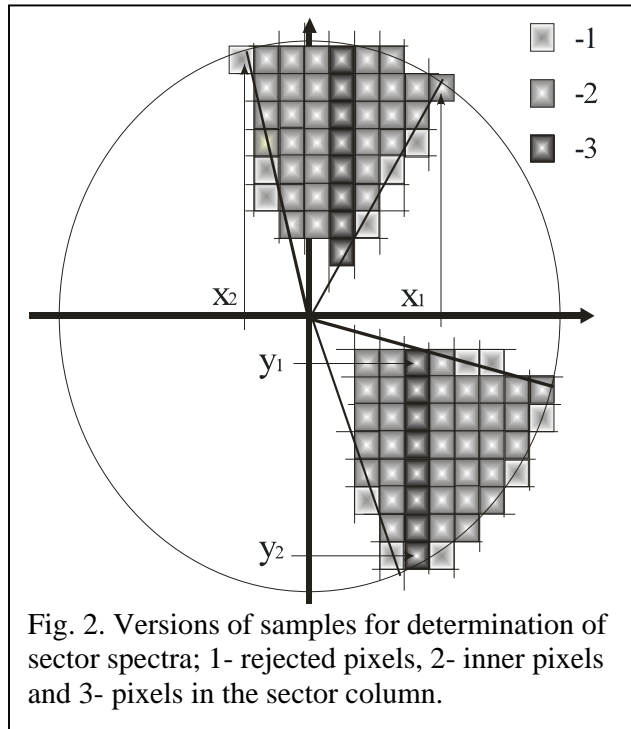 -1
-2
-3
x₂ x₁
y₁
y₂
Fig. 2. Versions of samples for determination of
sector spectra; 1- rejected pixels, 2- inner pixels
and 3- pixels in the sector column.